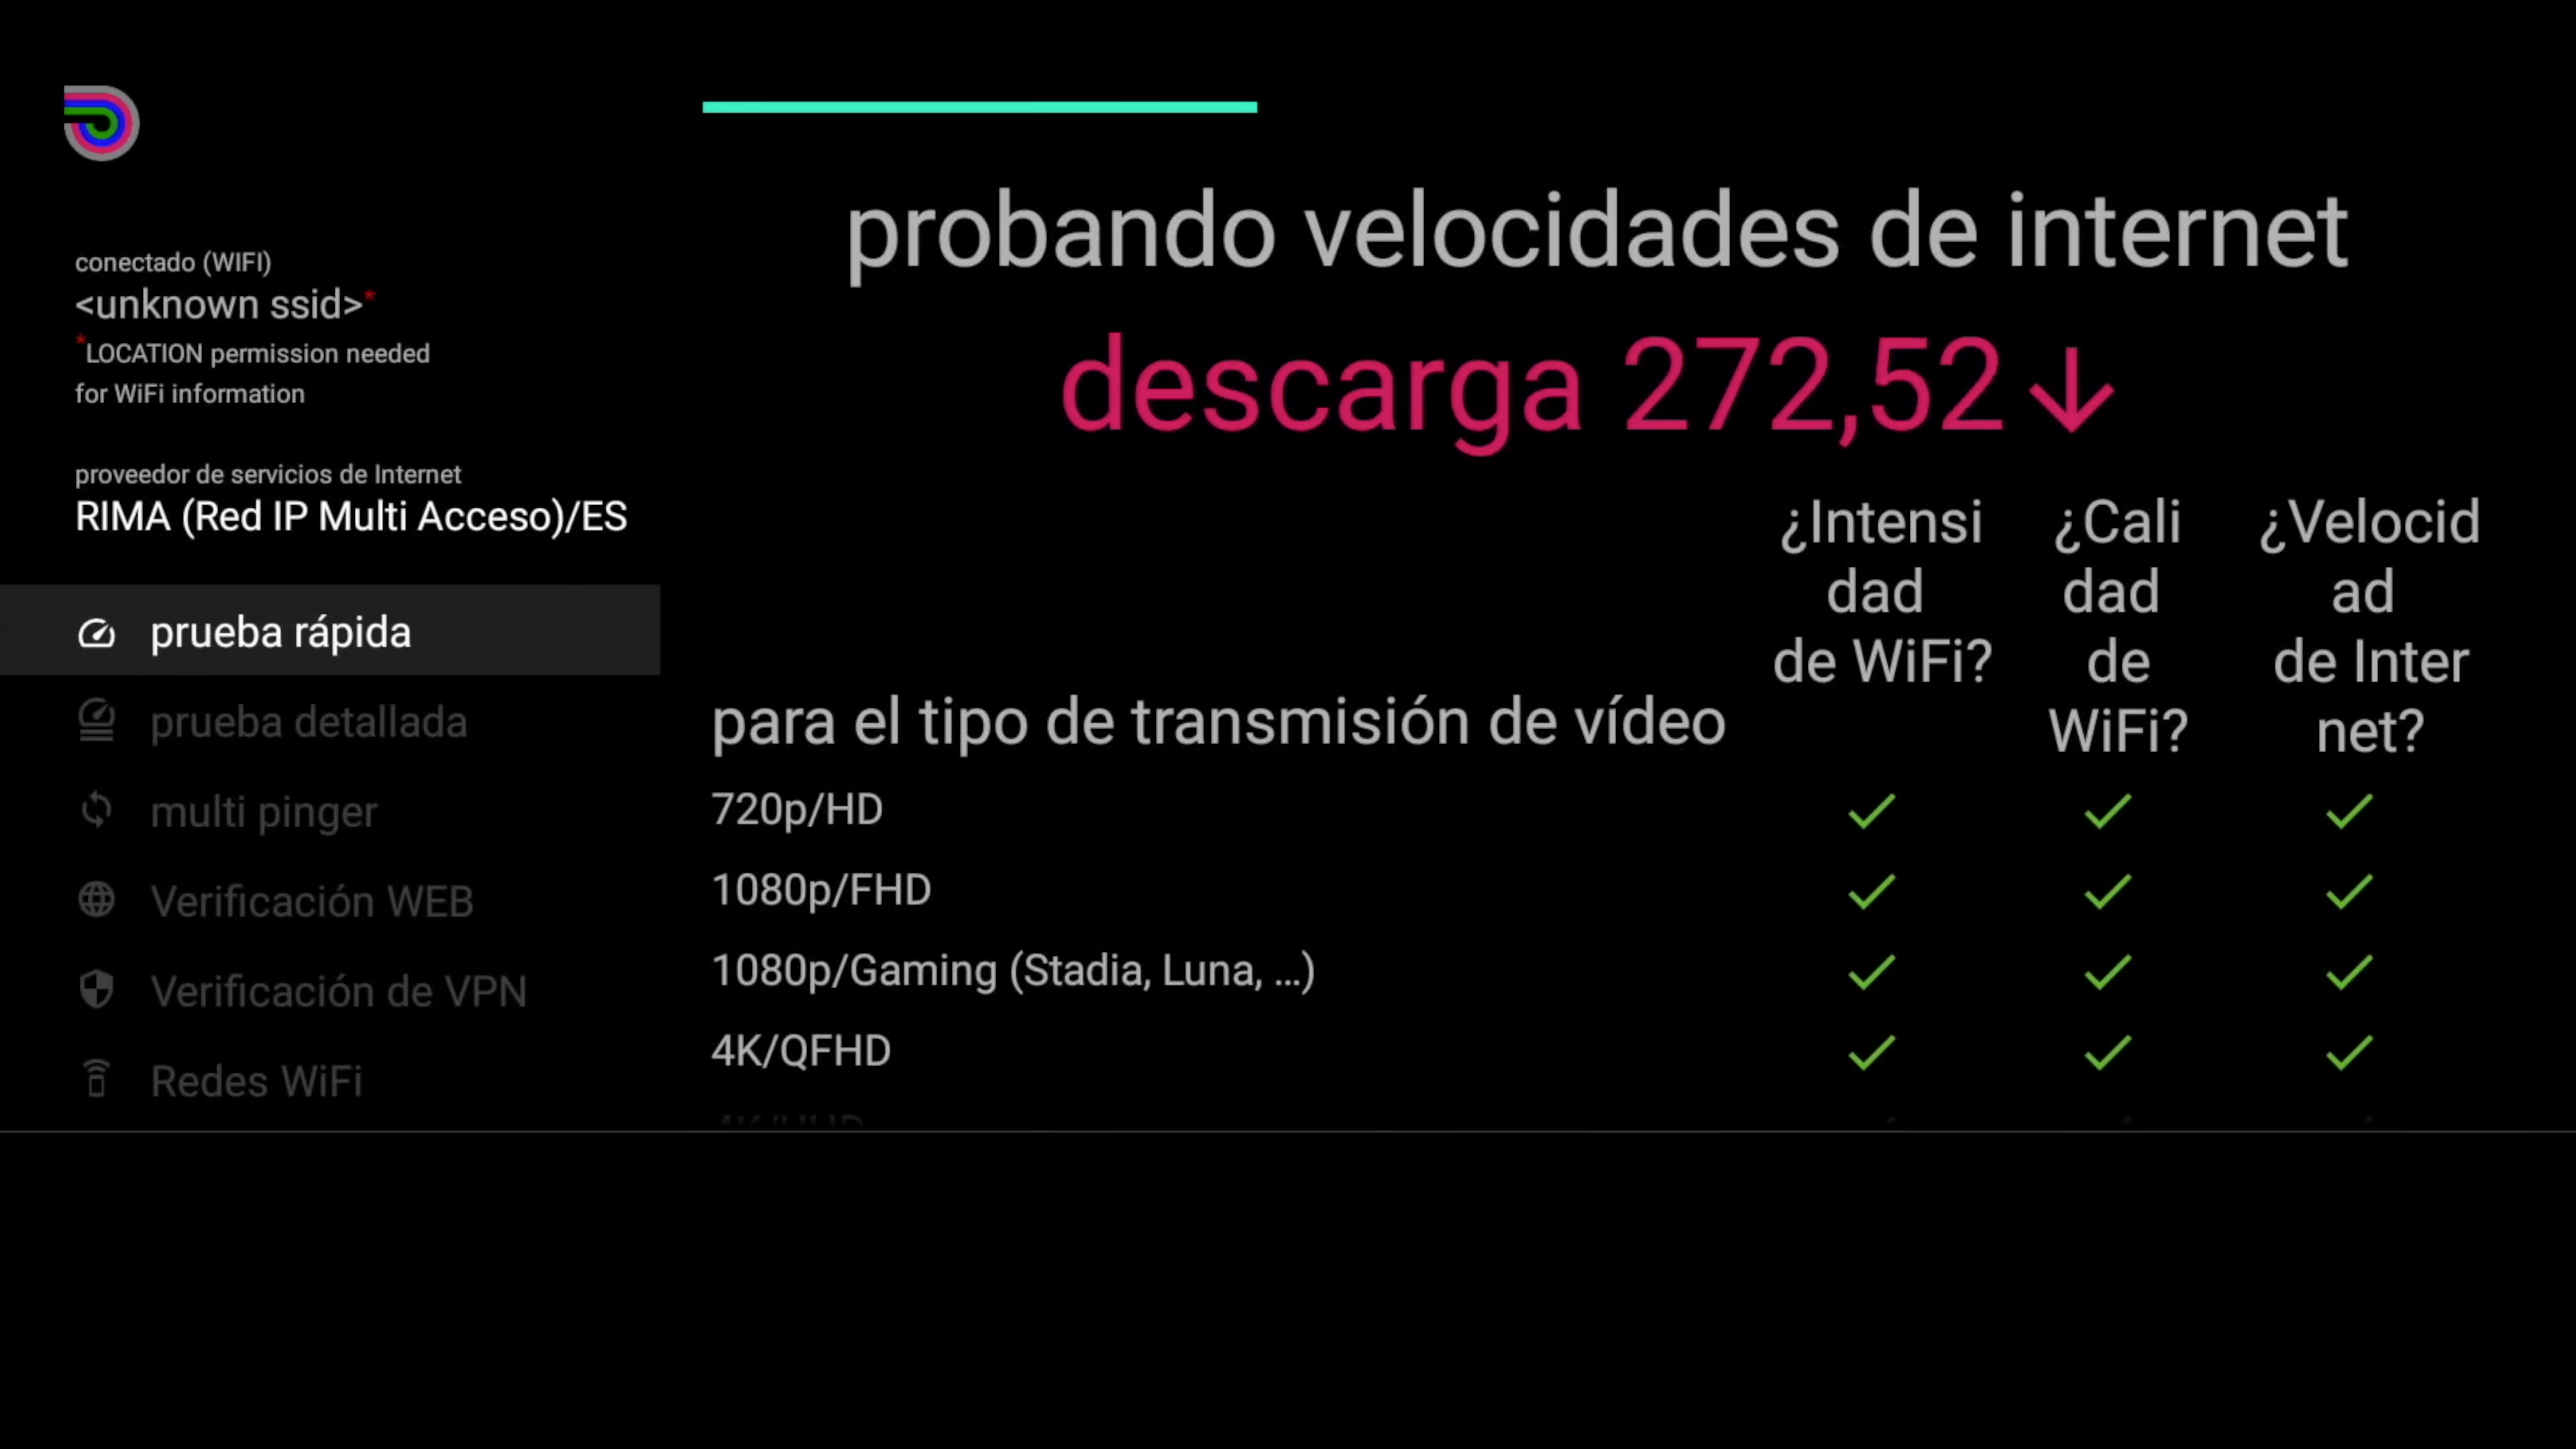 conectado (WIFI)
<unknown ssid>*
*LOCATION permission needed
for WiFi information
proveedor de servicios de Internet
RIMA (Red IP Multi Acceso)/ES
prueba rápida
prueba detallada
multi pinger
Verificación WEB
Verificación de VPN
Redes WiFi
probando velocidades de internet
descarga 272,52↓
¿Intensi
dad
de WiFi?
¿Cali
dad
de
WiFi?
¿Velocid
ad
de Inter
net?
para el tipo de transmisión de vídeo
720p/HD ✓ ✓ ✓
1080p/FHD ✓ ✓ ✓
1080p/Gaming (Stadia, Luna, ...) ✓ ✓ ✓
4K/QFHD ✓ ✓ ✓